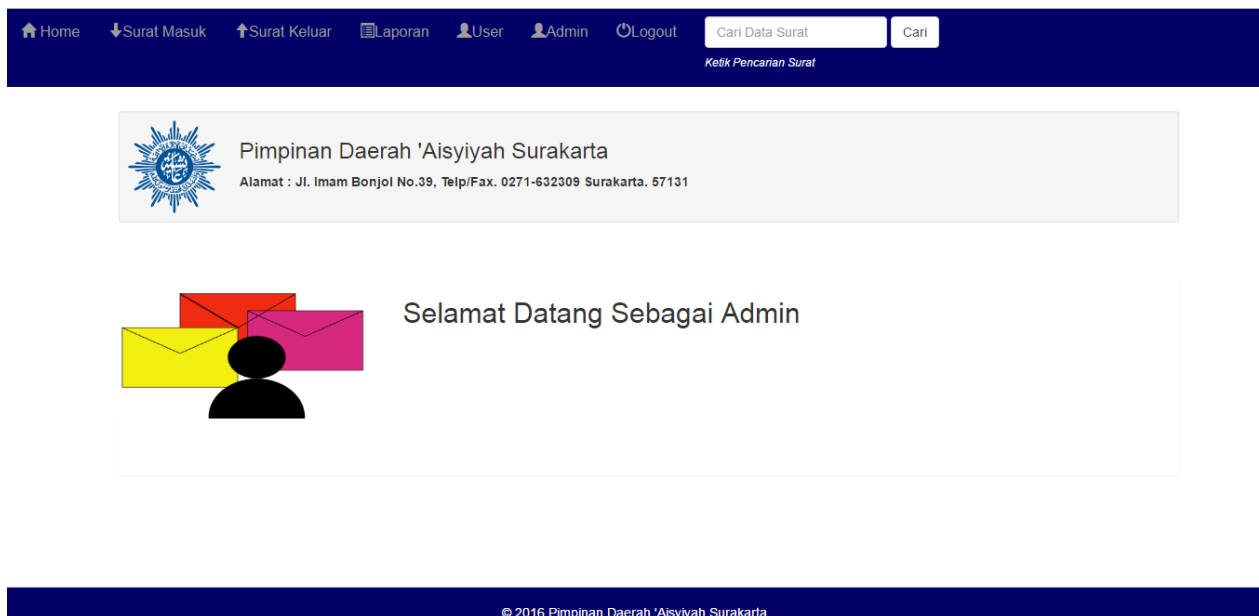 Home Surat Masuk Surat Keluar Laporan User Admin Logout Cari Data Surat Cari
Ketik Pencarian Surat
Pimpinan Daerah 'Aisyiyah Surakarta
Alamat : Jl. Imam Bonjol No.39, Telp/Fax. 0271-632309 Surakarta. 57131
Selamat Datang Sebagai Admin
© 2016 Pimpinan Daerah 'Aisyiyah Surakarta